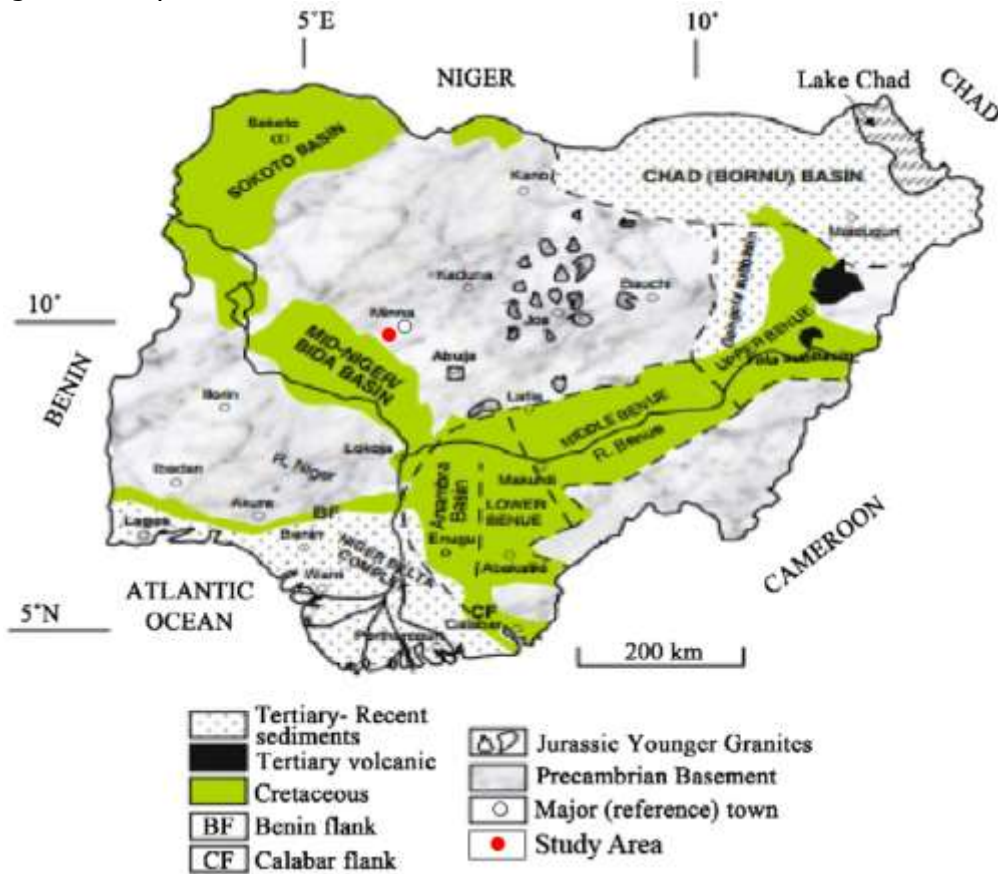 5˚E
10˚
NIGER
Lake Chad
CHAD
Sokoto
SOKOTO BASIN
Kano
CHAD (BORNU) BASIN
Maiduguri
Kaduna
Bauchi
Jos
10˚
Minna
MID-NIGER/
BIDA BASIN
Abuja
UPPER BENUE
BENIN
Ilorin
Lafia
MIDDLE BENUE
R. Benue
Lokoja
R. Niger
Ibadan
Akure
Anambra
Basin
Makurdi
LOWER
BENUE
BF
Lagos
Benin
Enugu
Abakaliki
NIGER DELTA
COMPLEX
Warri
CAMEROON
ATLANTIC
OCEAN
5˚N
CF
Calabar
200 km
Tertiary- Recent
sediments
Tertiary volcanic
Cretaceous
BF Benin flank
CF Calabar flank
Jurassic Younger Granites
Precambrian Basement
Major (reference) town
Study Area